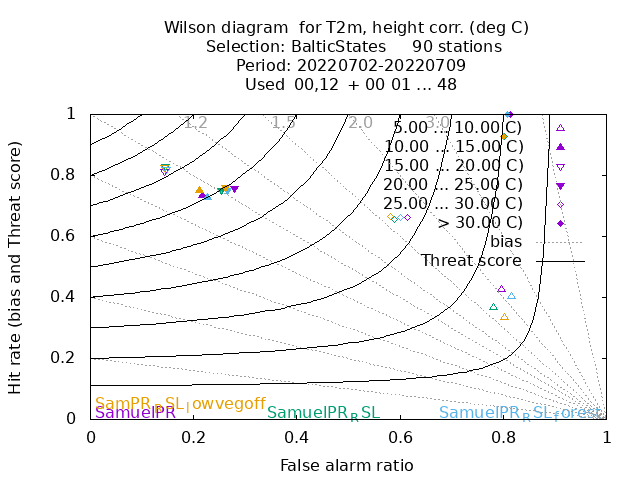 Wilson diagram  for T2m, height corr. (deg C)
Selection: BalticStates     90 stations
Period: 20220702-20220709
Used  00,12  + 00 01 ... 48
1.2 1.5 2.0 3.0
5.00 ... 10.00 C)
10.00 ... 15.00 C)
15.00 ... 20.00 C)
20.00 ... 25.00 C)
25.00 ... 30.00 C)
> 30.00 C)
bias
Threat score
Hit rate (bias and Threat score)
1
0.8
0.6
0.4
0.2
0
SamPR_RSL_lowvegoff
SamuelPR
SamuelPR_RSL
SamuelPR_RSL_forest
0 0.2 0.4 0.6 0.8 1
False alarm ratio